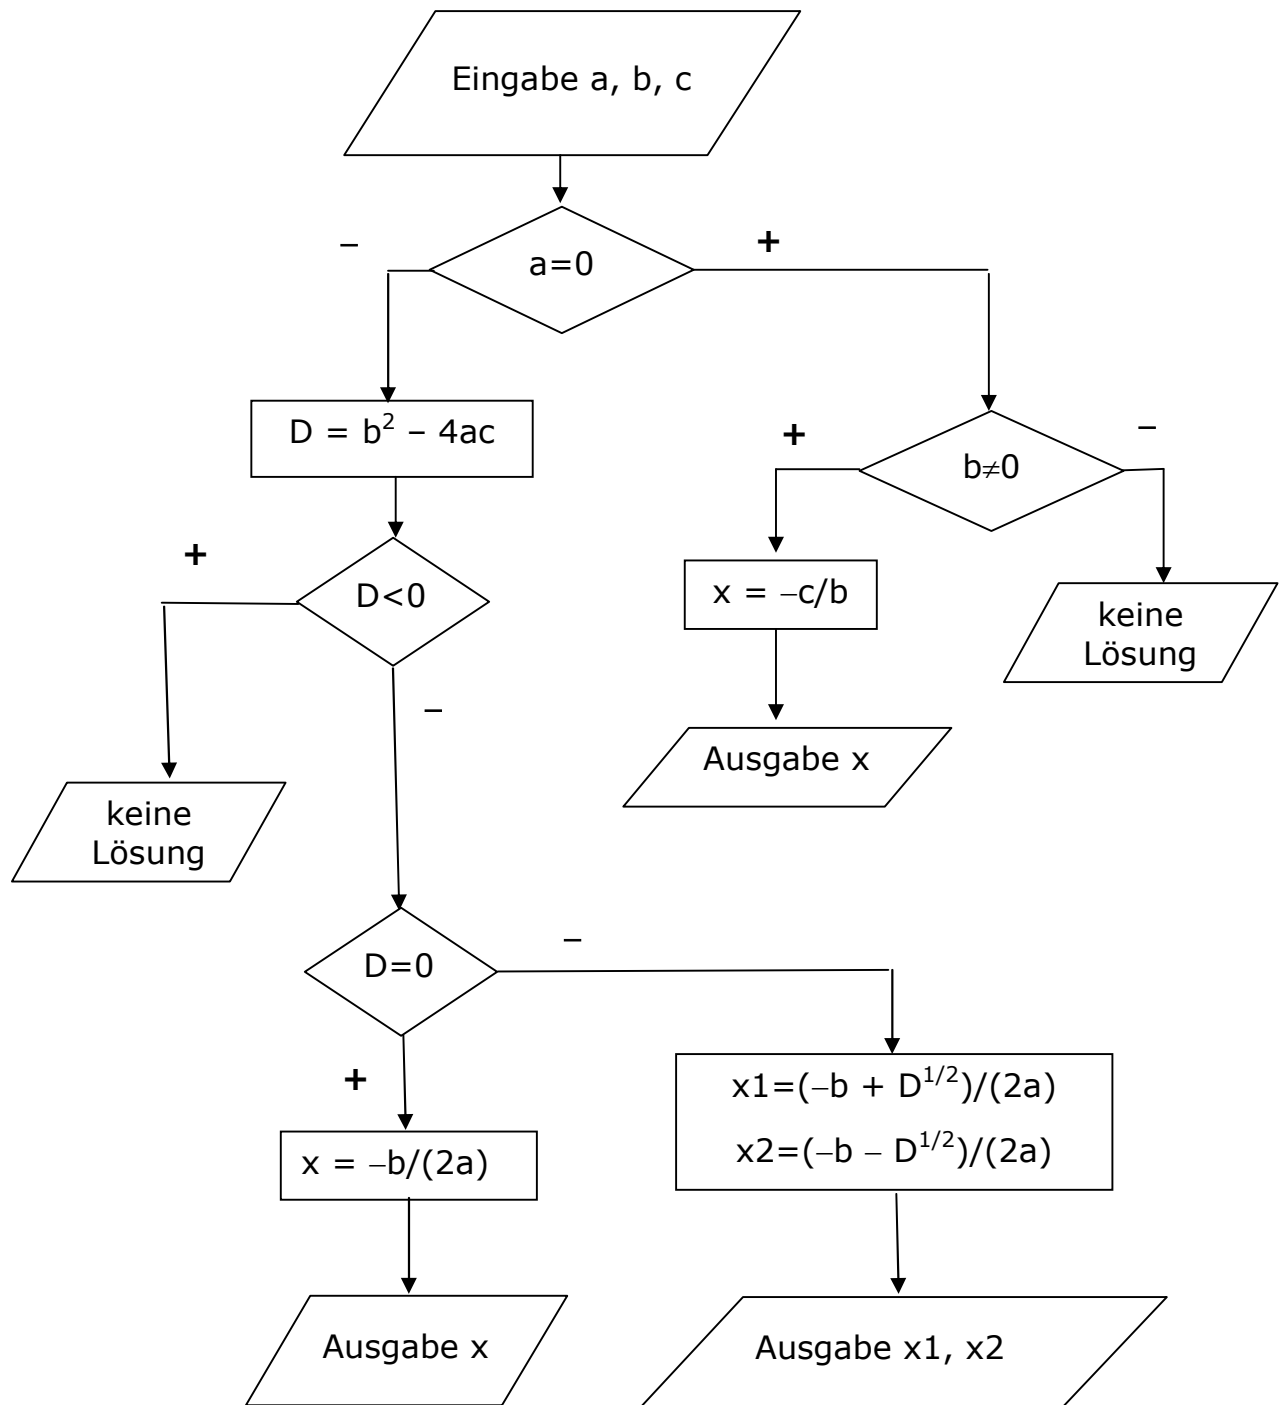 Eingabe a, b, c
–
+
a=0
D = b² – 4ac
+
–
b≠0
+
D<0
x = –c/b
keine
Lösung
–
Ausgabe x
keine
Lösung
–
D=0
+
x1=(–b + D^{1/2})/(2a)
x2=(–b – D^{1/2})/(2a)
x = –b/(2a)
Ausgabe x
Ausgabe x1, x2